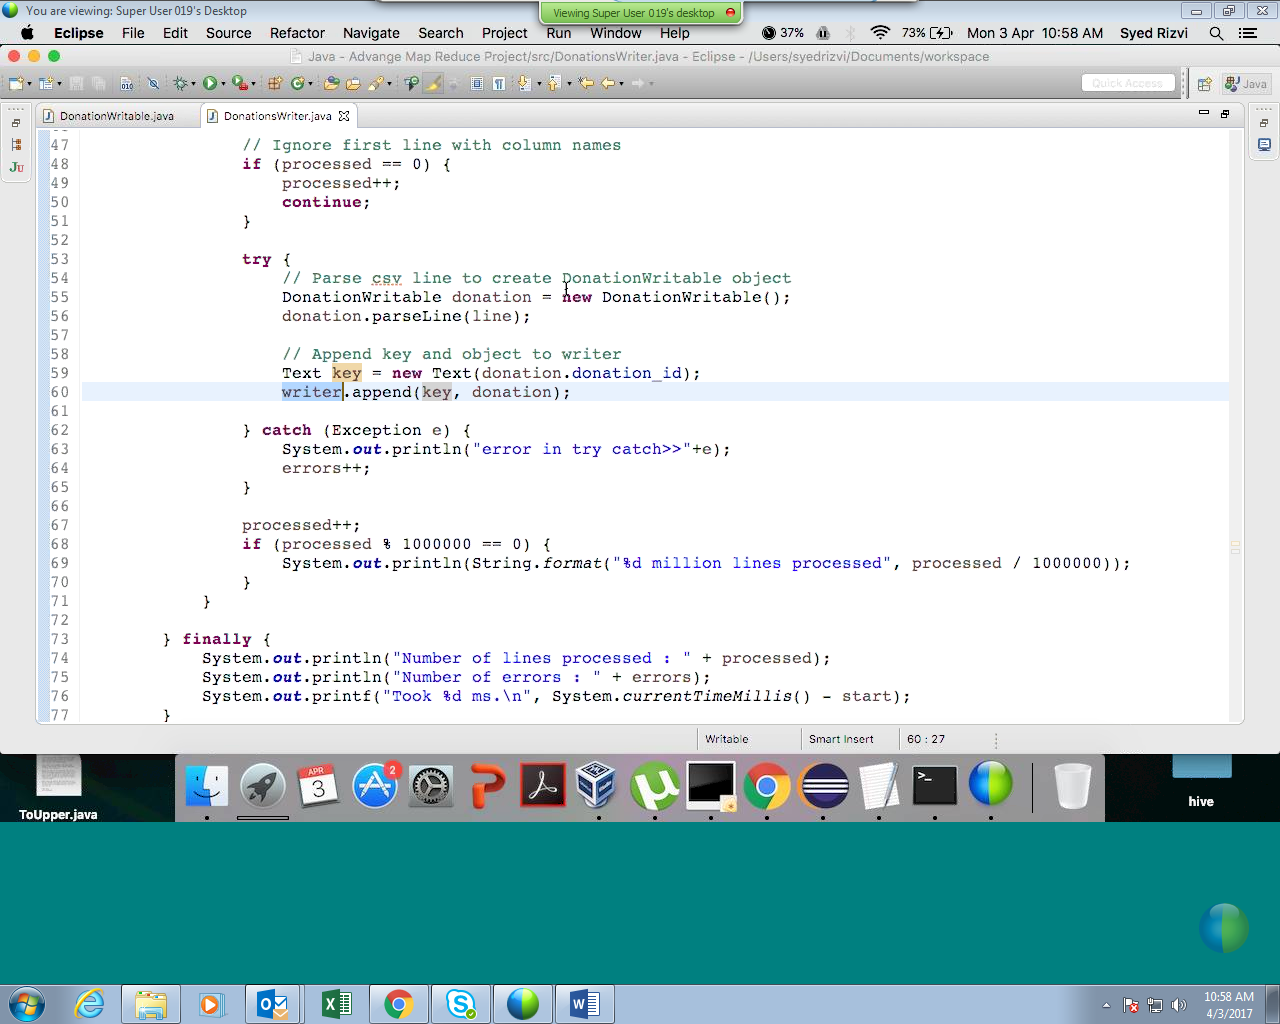 You are viewing: Super User 019's Desktop
Viewing Super User 019's desktop
Eclipse File Edit Source Refactor Navigate Search Project Run Window Help 37% 73% Mon 3 Apr 10:58 AM Syed Rizvi
Java - Advange Map Reduce Project/src/DonationsWriter.java - Eclipse - /Users/syedrizvi/Documents/workspace
Quick Access Java
DonationWritable.java DonationsWriter.java
47 // Ignore first line with column names
48 if (processed == 0) {
49 processed++;
50 continue;
51 }
52
53 try {
54 // Parse csv line to create DonationWritable object
55 DonationWritable donation = new DonationWritable();
56 donation.parseLine(line);
57
58 // Append key and object to writer
59 Text key = new Text(donation.donation_id);
60 writer.append(key, donation);
61
62 } catch (Exception e) {
63 System.out.println("error in try catch>>"+e);
64 errors++;
65 }
66
67 processed++;
68 if (processed % 1000000 == 0) {
69 System.out.println(String.format("%d million lines processed", processed / 1000000));
70 }
71 }
72
73 } finally {
74 System.out.println("Number of lines processed : " + processed);
75 System.out.println("Number of errors : " + errors);
76 System.out.printf("Took %d ms.\n", System.currentTimeMillis() - start);
77 }
Writable Smart Insert 60 : 27
APR
3
2
ToUpper.java
hive
10:58 AM
4/3/2017